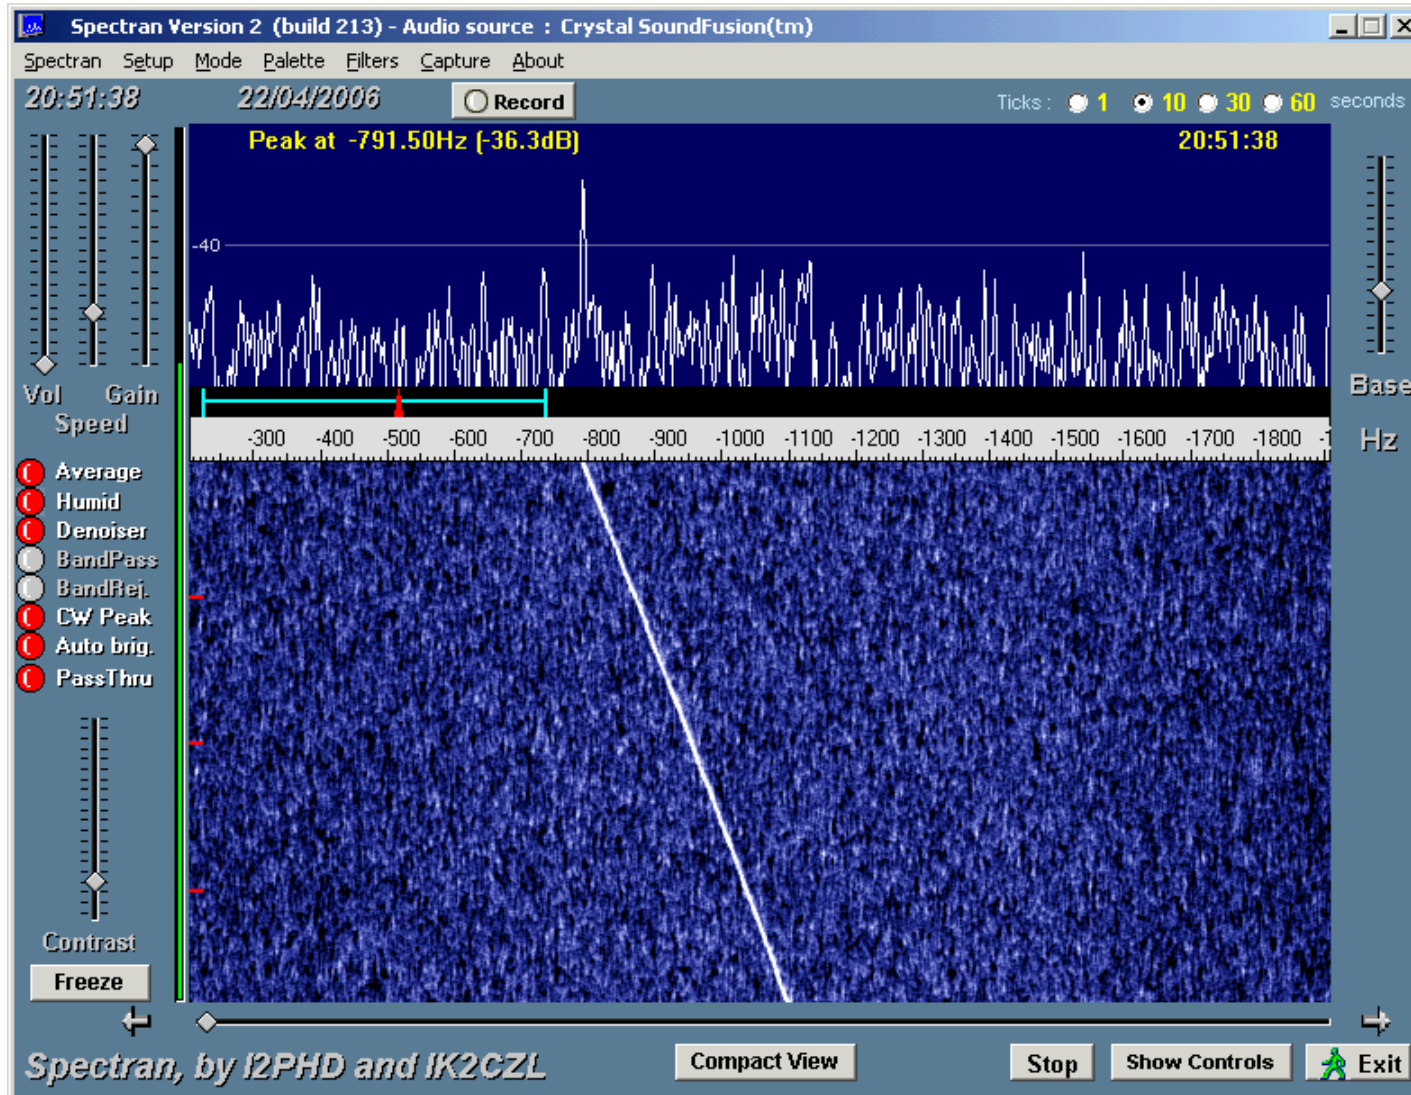 Spectran Version 2 (build 213) - Audio source : Crystal SoundFusion(tm)
Spectran Setup Mode Palette Filters Capture About
20:51:38 22/04/2006 Record Ticks : 1 10 30 60 seconds
Peak at -791.50Hz (-36.3dB) 20:51:38
-40
Vol Gain
Speed
Base
-300 -400 -500 -600 -700 -800 -900 -1000 -1100 -1200 -1300 -1400 -1500 -1600 -1700 -1800 -1
Hz
Average
Humid
Denoiser
BandPass
BandRej.
CW Peak
Auto brig.
PassThru
Contrast
Freeze
Spectran, by I2PHD and IK2CZL
Compact View Stop Show Controls Exit